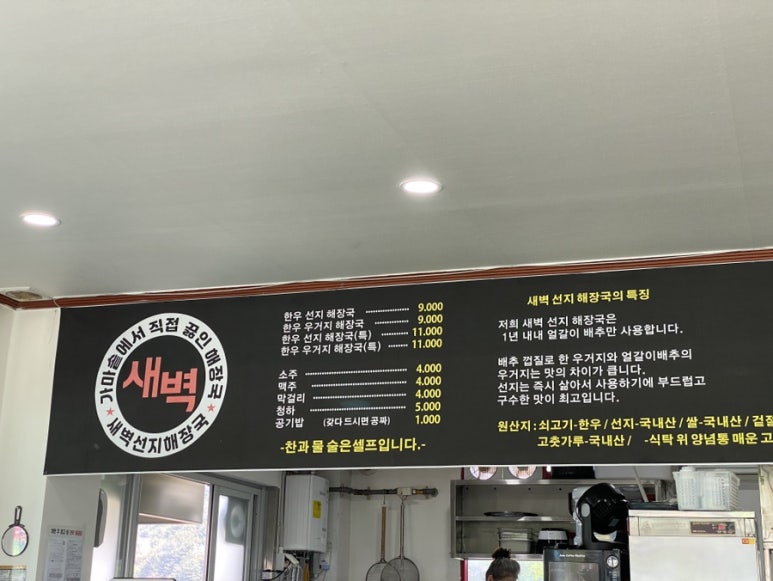 가마솥에서 직접 끓인 해장국
새벽
새벽선지해장국
한우 선지 해장국 9.000
한우 우거지 해장국 9.000
한우 선지 해장국(특) 11.000
한우 우거지 해장국(특) 11.000
소주 4.000
맥주 4.000
막걸리 4.000
청하 5.000
공기밥 (갖다 드시면 공짜) 1.000
-찬과 물 술은셀프입니다.-
새벽 선지 해장국의 특징
저희 새벽 선지 해장국은
1년 내내 얼갈이 배추만 사용합니다.
배추 껍질로 한 우거지와 얼갈이배추의
우거지는 맛의 차이가 큽니다.
선지는 즉시 삶아서 사용하기에 부드럽고
구수한 맛이 최고입니다.
원산지 : 쇠고기-한우 / 선지-국내산 / 쌀-국내산 / 겉절
고춧가루-국내산 / -식탁 위 양념통 매운 고